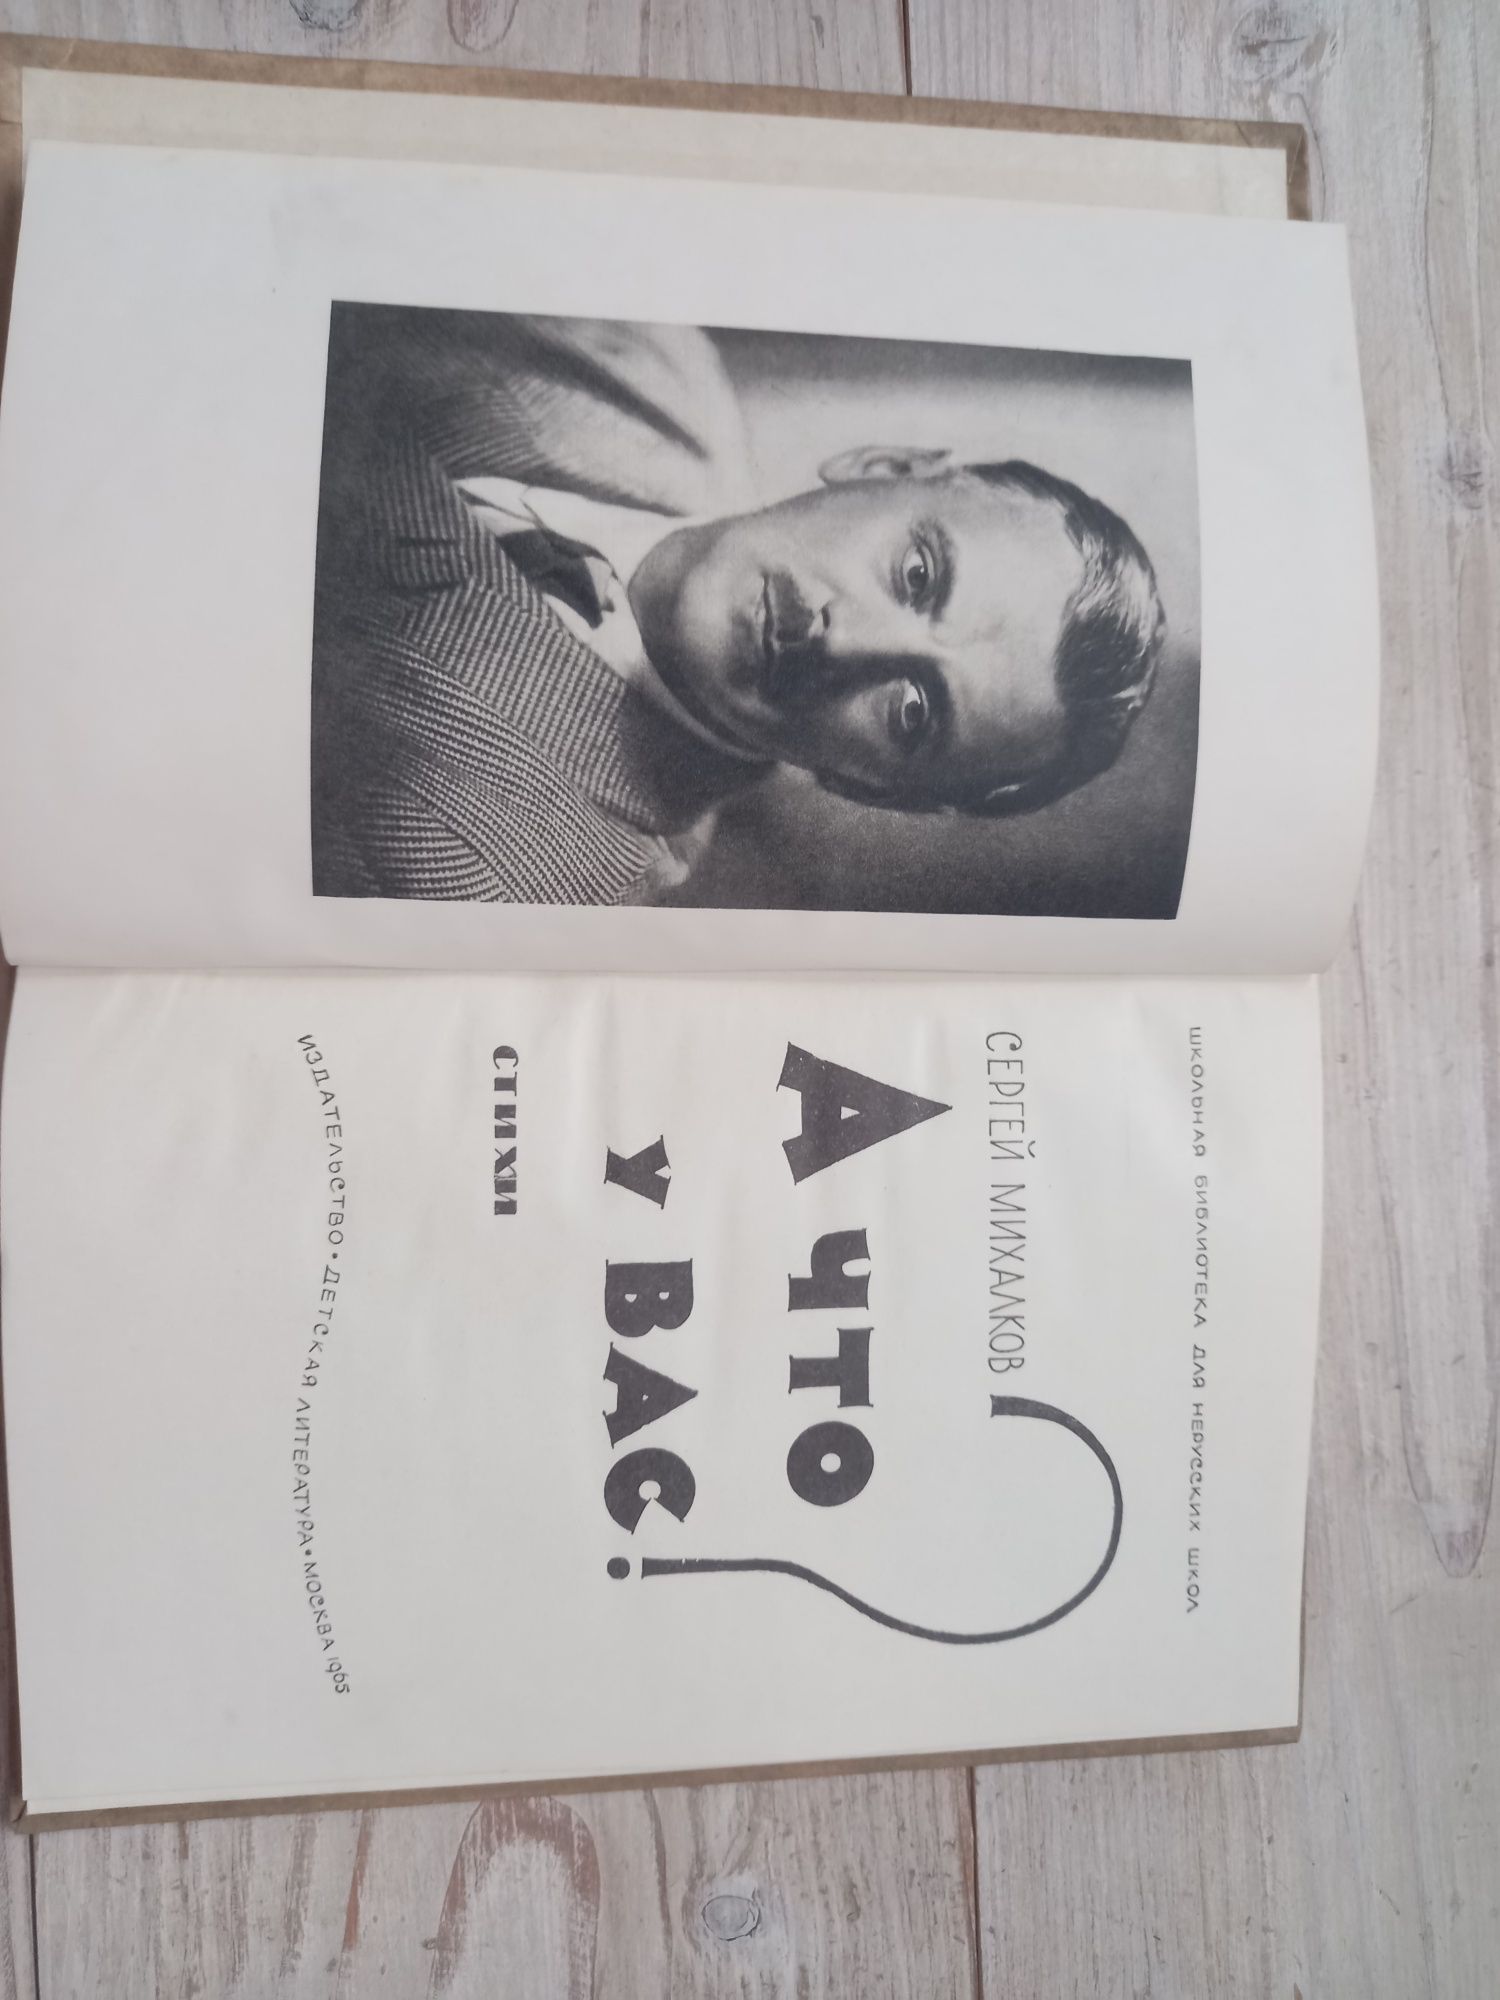 ШКОЛЬНАЯ БИБЛИОТЕКА ДЛЯ НЕРУССКИХ ШКОЛ
СЕРГЕЙ МИХАЛКОВ
А ЧТО
У ВАС?
СТИХИ
ИЗДАТЕЛЬСТВО • ДЕТСКАЯ ЛИТЕРАТУРА • МОСКВА 1965